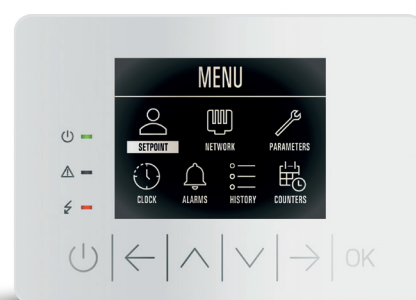 MENU
SETPOINT NETWORK PARAMETERS
CLOCK ALARMS HISTORY COUNTERS
OK